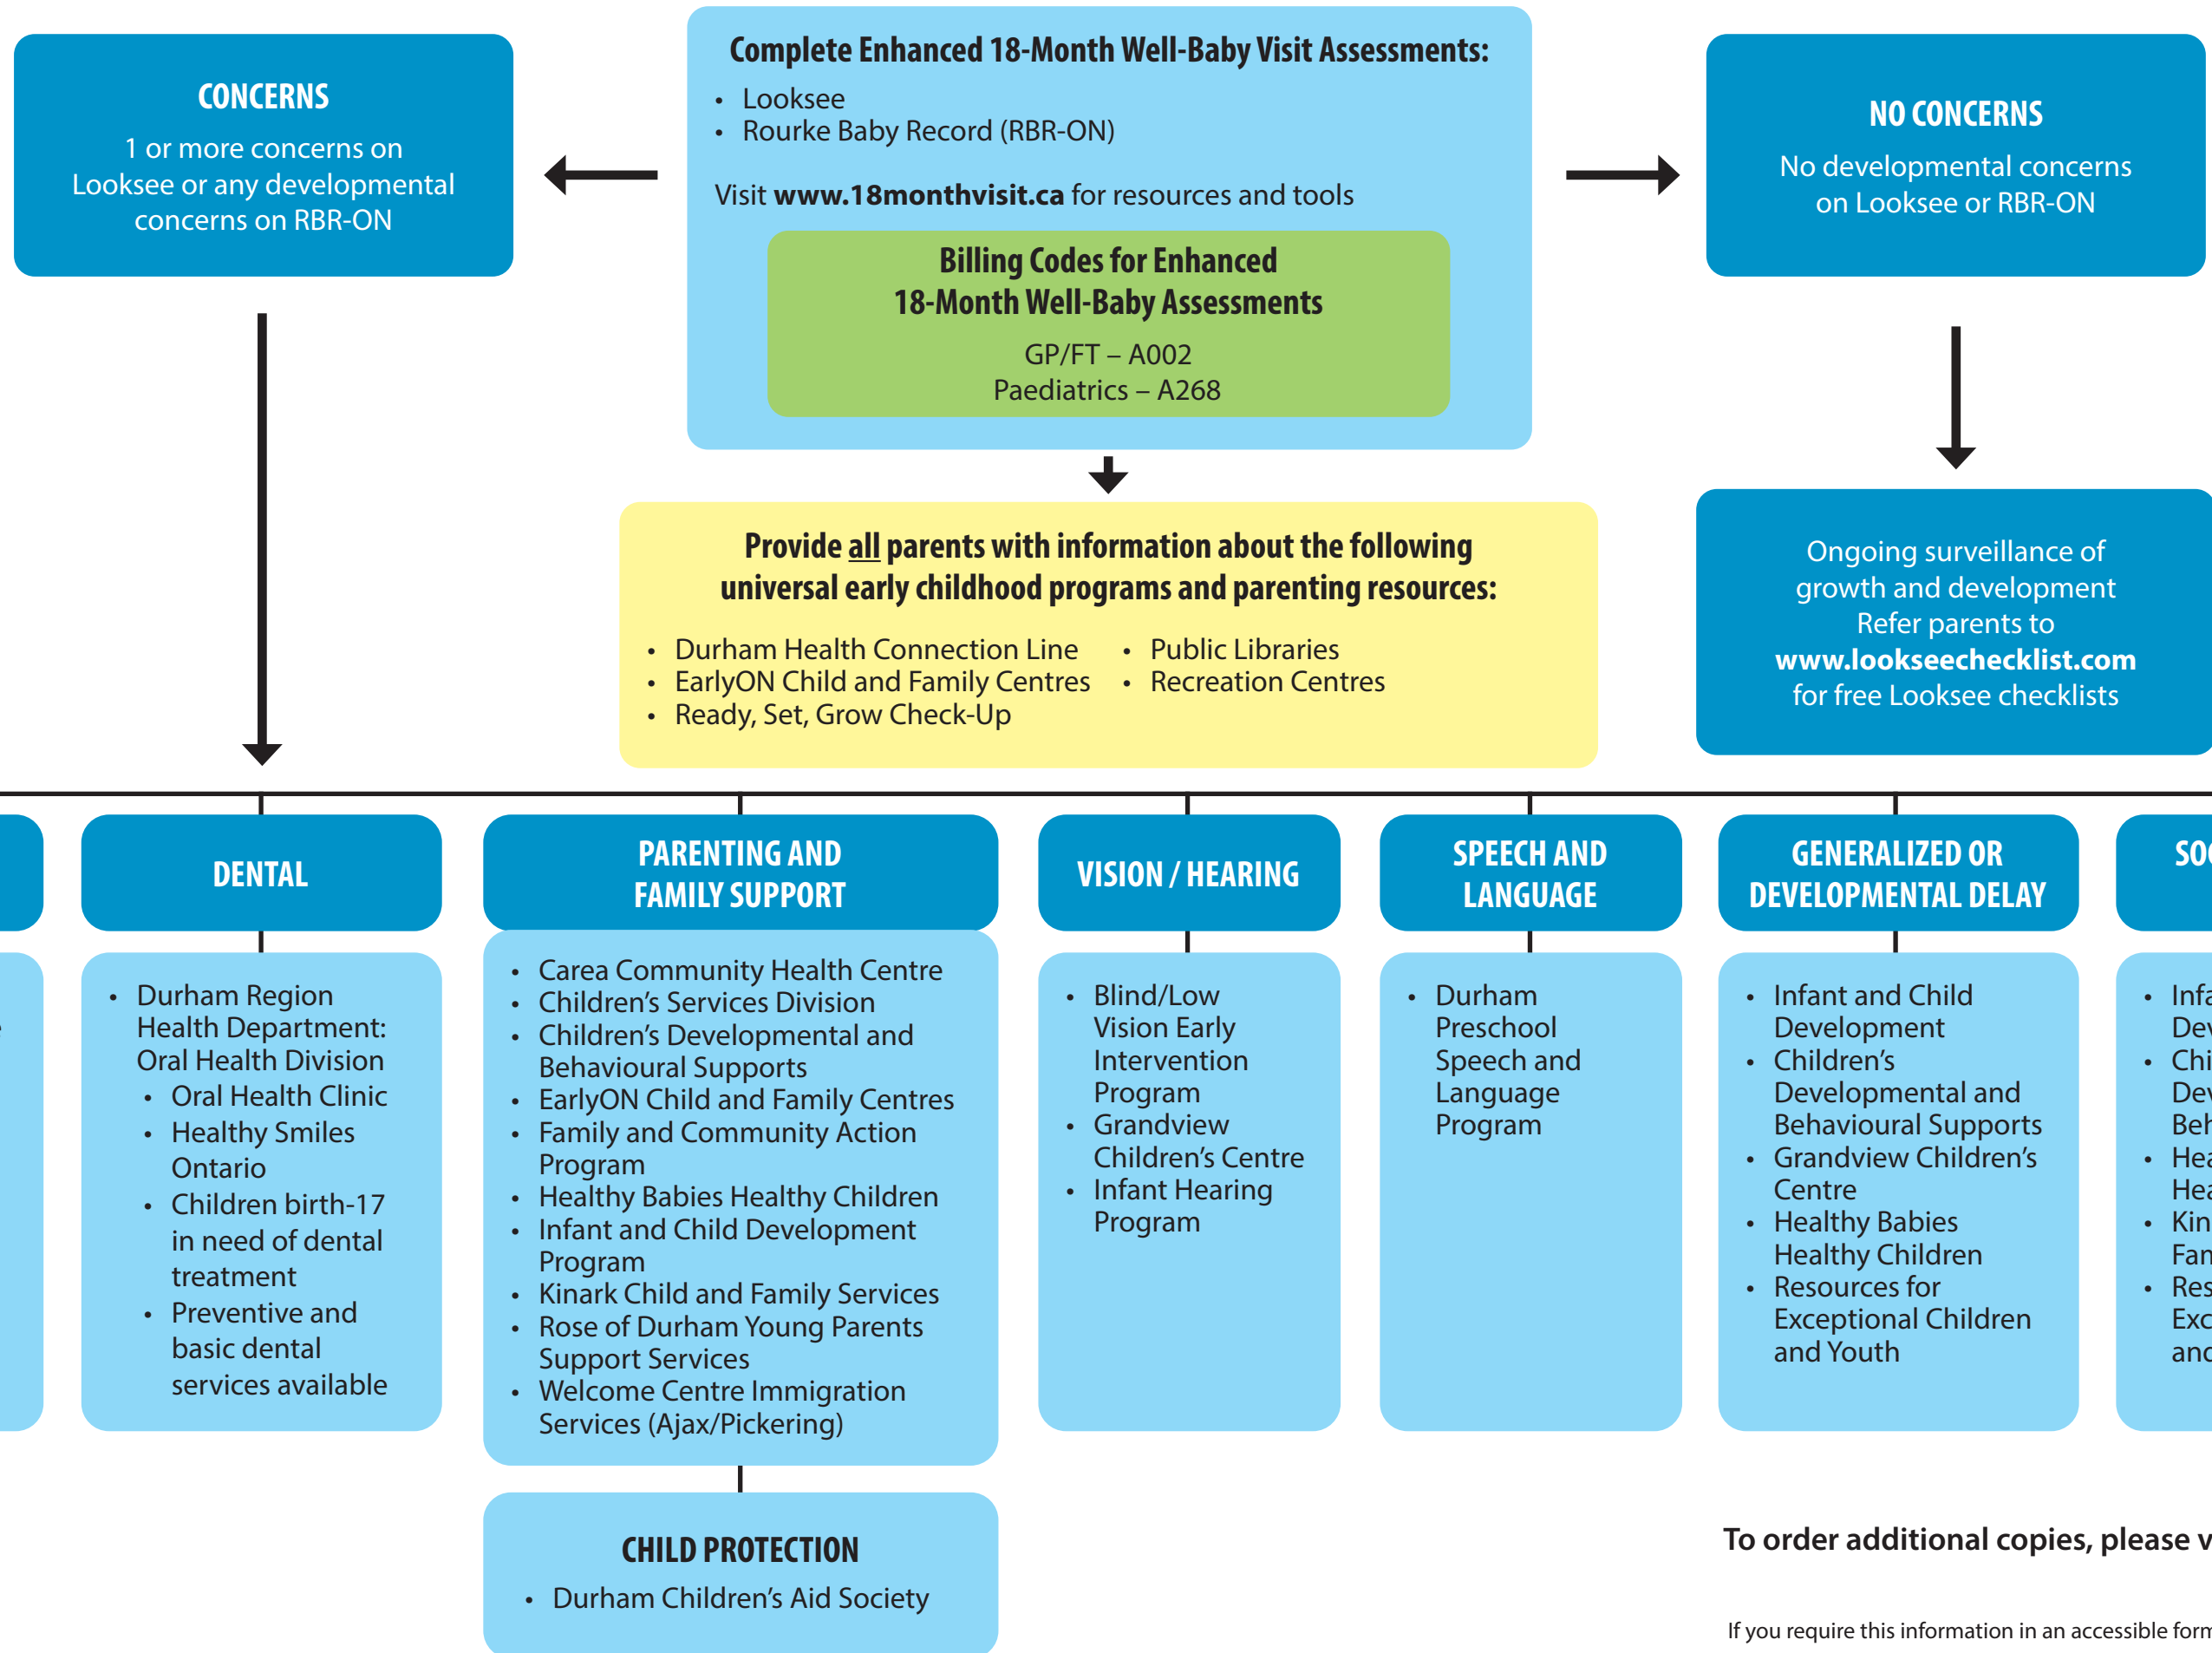 CONCERNS
1 or more concerns on
Looksee or any developmental
concerns on RBR-ON
Complete Enhanced 18-Month Well-Baby Visit Assessments:
• Looksee
• Rourke Baby Record (RBR-ON)
Visit www.18monthvisit.ca for resources and tools
Billing Codes for Enhanced
18-Month Well-Baby Assessments
GP/FT – A002
Paediatrics – A268
NO CONCERNS
No developmental concerns
on Looksee or RBR-ON
Provide all parents with information about the following
universal early childhood programs and parenting resources:
• Durham Health Connection Line
• EarlyON Child and Family Centres
• Ready, Set, Grow Check-Up
• Public Libraries
• Recreation Centres
Ongoing surveillance of
growth and development
Refer parents to
www.lookseechecklist.com
for free Looksee checklists
DENTAL
• Durham Region
Health Department:
Oral Health Division
• Oral Health Clinic
• Healthy Smiles
Ontario
• Children birth-17
in need of dental
treatment
• Preventive and
basic dental
services available
PARENTING AND
FAMILY SUPPORT
• Carea Community Health Centre
• Children's Services Division
• Children's Developmental and
Behavioural Supports
• EarlyON Child and Family Centres
• Family and Community Action
Program
• Healthy Babies Healthy Children
• Infant and Child Development
Program
• Kinark Child and Family Services
• Rose of Durham Young Parents
Support Services
• Welcome Centre Immigration
Services (Ajax/Pickering)
CHILD PROTECTION
• Durham Children's Aid Society
VISION / HEARING
• Blind/Low
Vision Early
Intervention
Program
• Grandview
Children's Centre
• Infant Hearing
Program
SPEECH AND
LANGUAGE
• Durham
Preschool
Speech and
Language
Program
GENERALIZED OR
DEVELOPMENTAL DELAY
• Infant and Child
Development
• Children's
Developmental and
Behavioural Supports
• Grandview Children's
Centre
• Healthy Babies
Healthy Children
• Resources for
Exceptional Children
and Youth
To order additional copies, please
If you require this information in an accessible